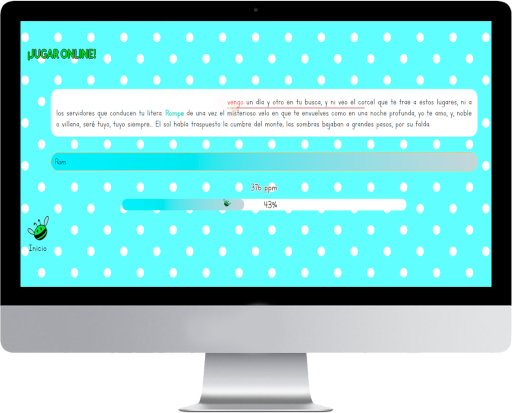 ¡JUGAR ONLINE!
vengo un día y otro en tu busca, y ni veo el corcel que te trae a estos lugares, ni a
los servidores que conducen tu litera. Rompe de una vez el misterioso velo en que te envuelves como en una noche profunda, yo te amo, y, noble
o villana, seré tuyo, tuyo siempre... El sol había traspuesto la cumbre del monte, las sombras bajaban a grandes pasos, por su falda
Rom
376 ppm
43%
Inicio